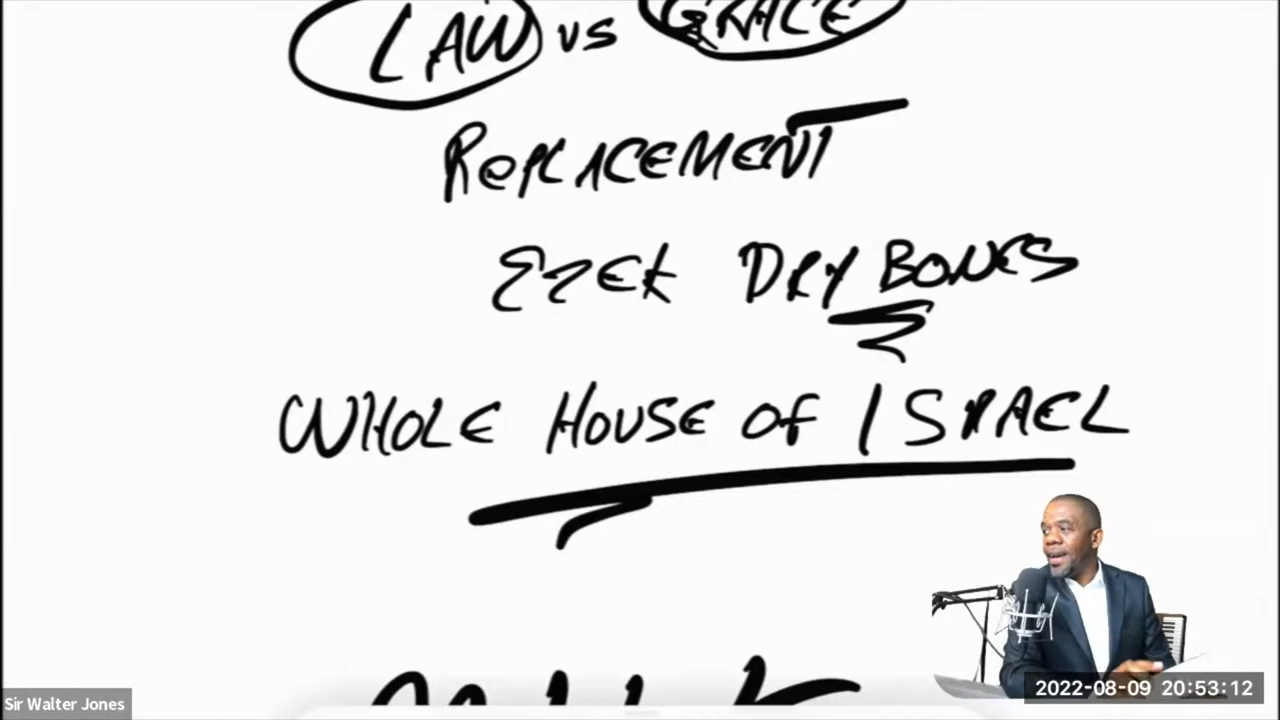 LAW vs GRACE
RePLACEMENT
EZEK DRY BONES
WHOLE HOUSE OF ISRAEL
Sir Walter Jones
2022-08-09 20:53:12